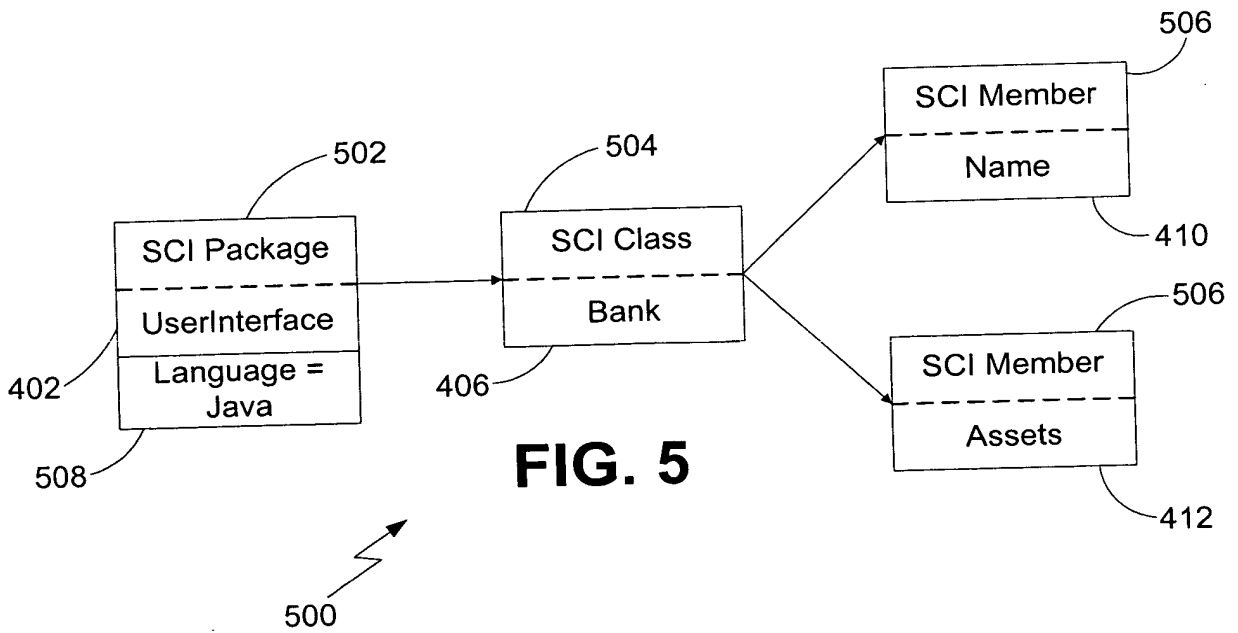 506
SCI Member
Name
410
502
SCI Package
UserInterface
Language =
Java
402
508
504
SCI Class
Bank
406
506
SCI Member
Assets
412
FIG. 5
500